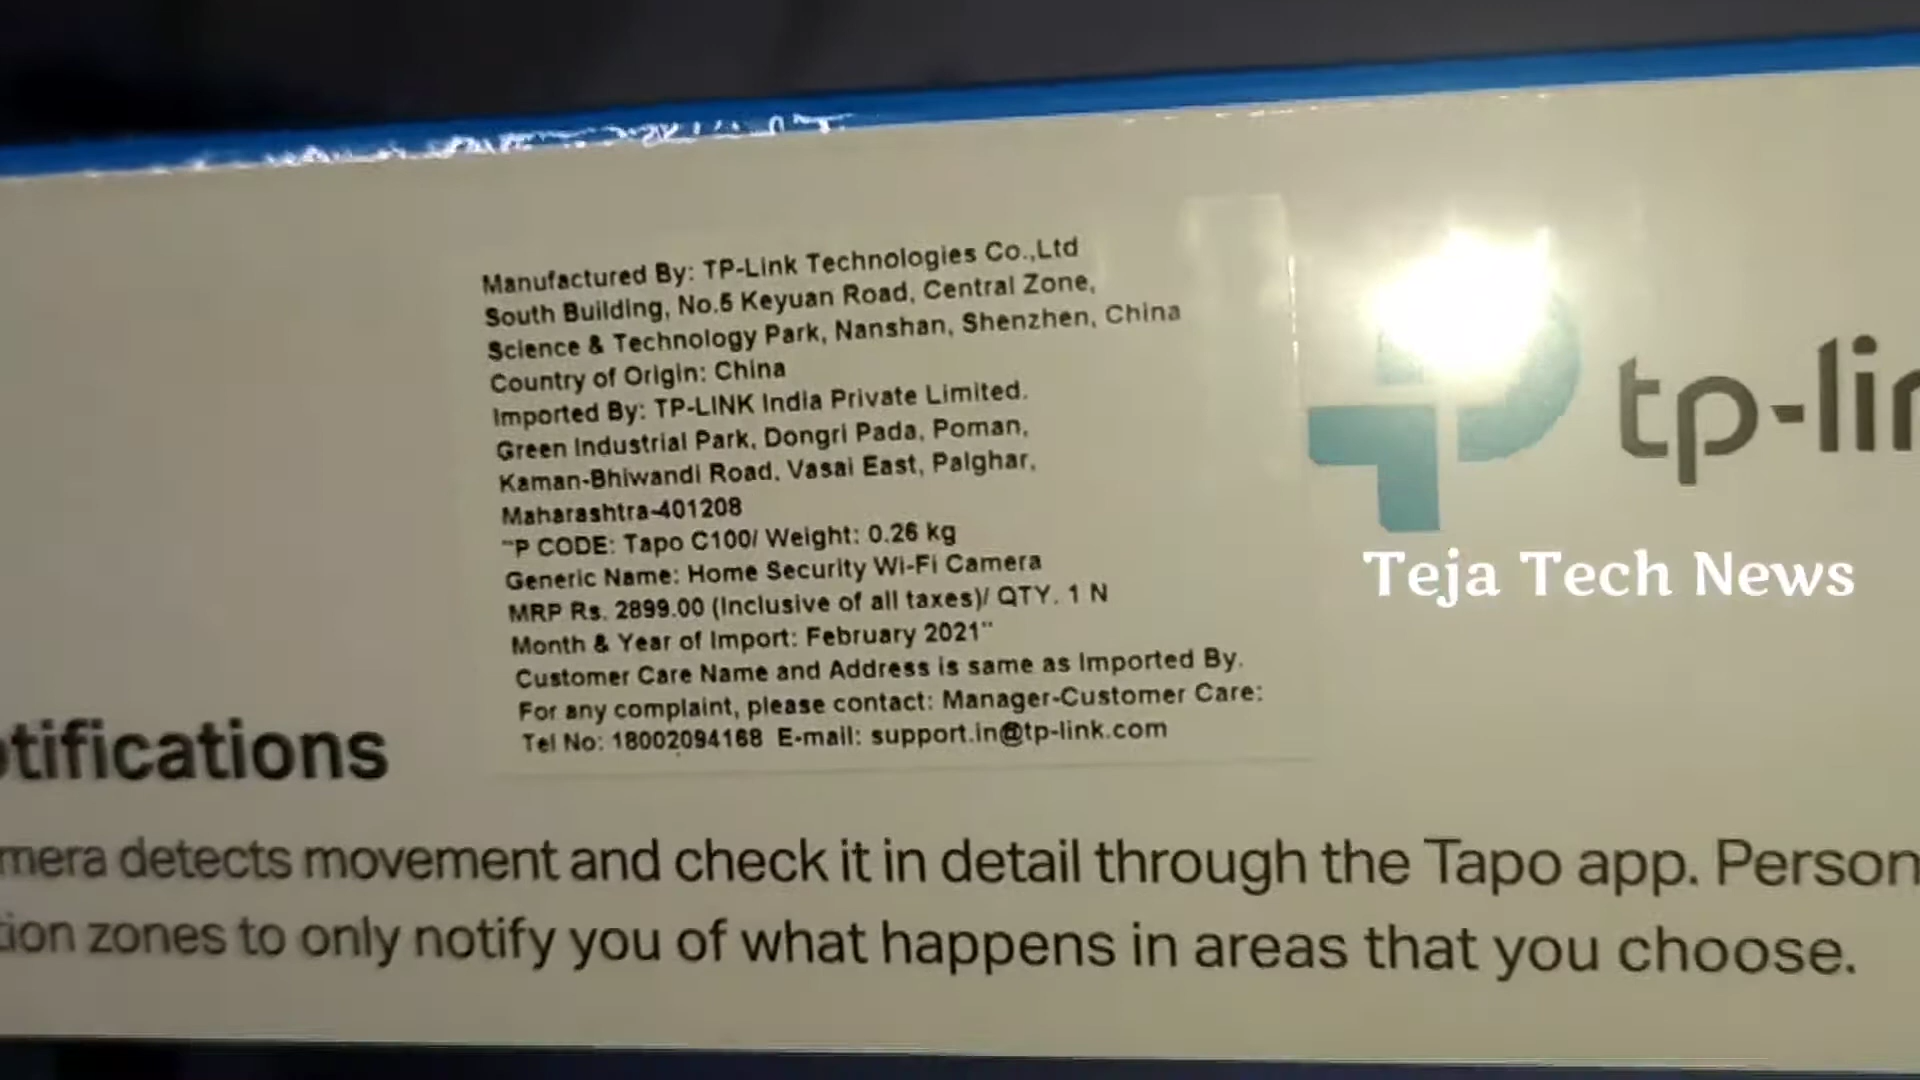 Manufactured By: TP-Link Technologies Co.,Ltd
South Building, No.5 Keyuan Road, Central Zone,
Science & Technology Park, Nanshan, Shenzhen, China
Country of Origin: China
Imported By: TP-LINK India Private Limited.
Green Industrial Park, Dongri Pada, Poman,
Kaman-Bhiwandi Road, Vasai East, Palghar,
Maharashtra-401208
"P CODE: Tapo C100/ Weight: 0.26 kg
Generic Name: Home Security Wi-Fi Camera
MRP Rs. 2899.00 (Inclusive of all taxes)/ QTY. 1 N
Month & Year of Import: February 2021"
Customer Care Name and Address is same as Imported By.
For any complaint, please contact: Manager-Customer Care:
Tel No: 18002094168 E-mail: support.in@tp-link.com
tp-lin
Teja Tech News
otifications
mera detects movement and check it in detail through the Tapo app. Person
tion zones to only notify you of what happens in areas that you choose.